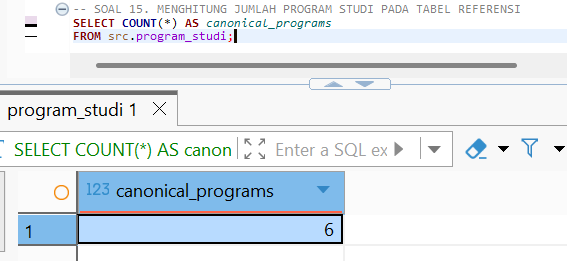 -- SOAL 15. MENGHITUNG JUMLAH PROGRAM STUDI PADA TABEL REFERENSI
SELECT COUNT(*) AS canonical_programs
FROM src.program_studi;
program_studi 1
SELECT COUNT(*) AS canon
Enter a SQL ex
123 canonical_programs
1 6